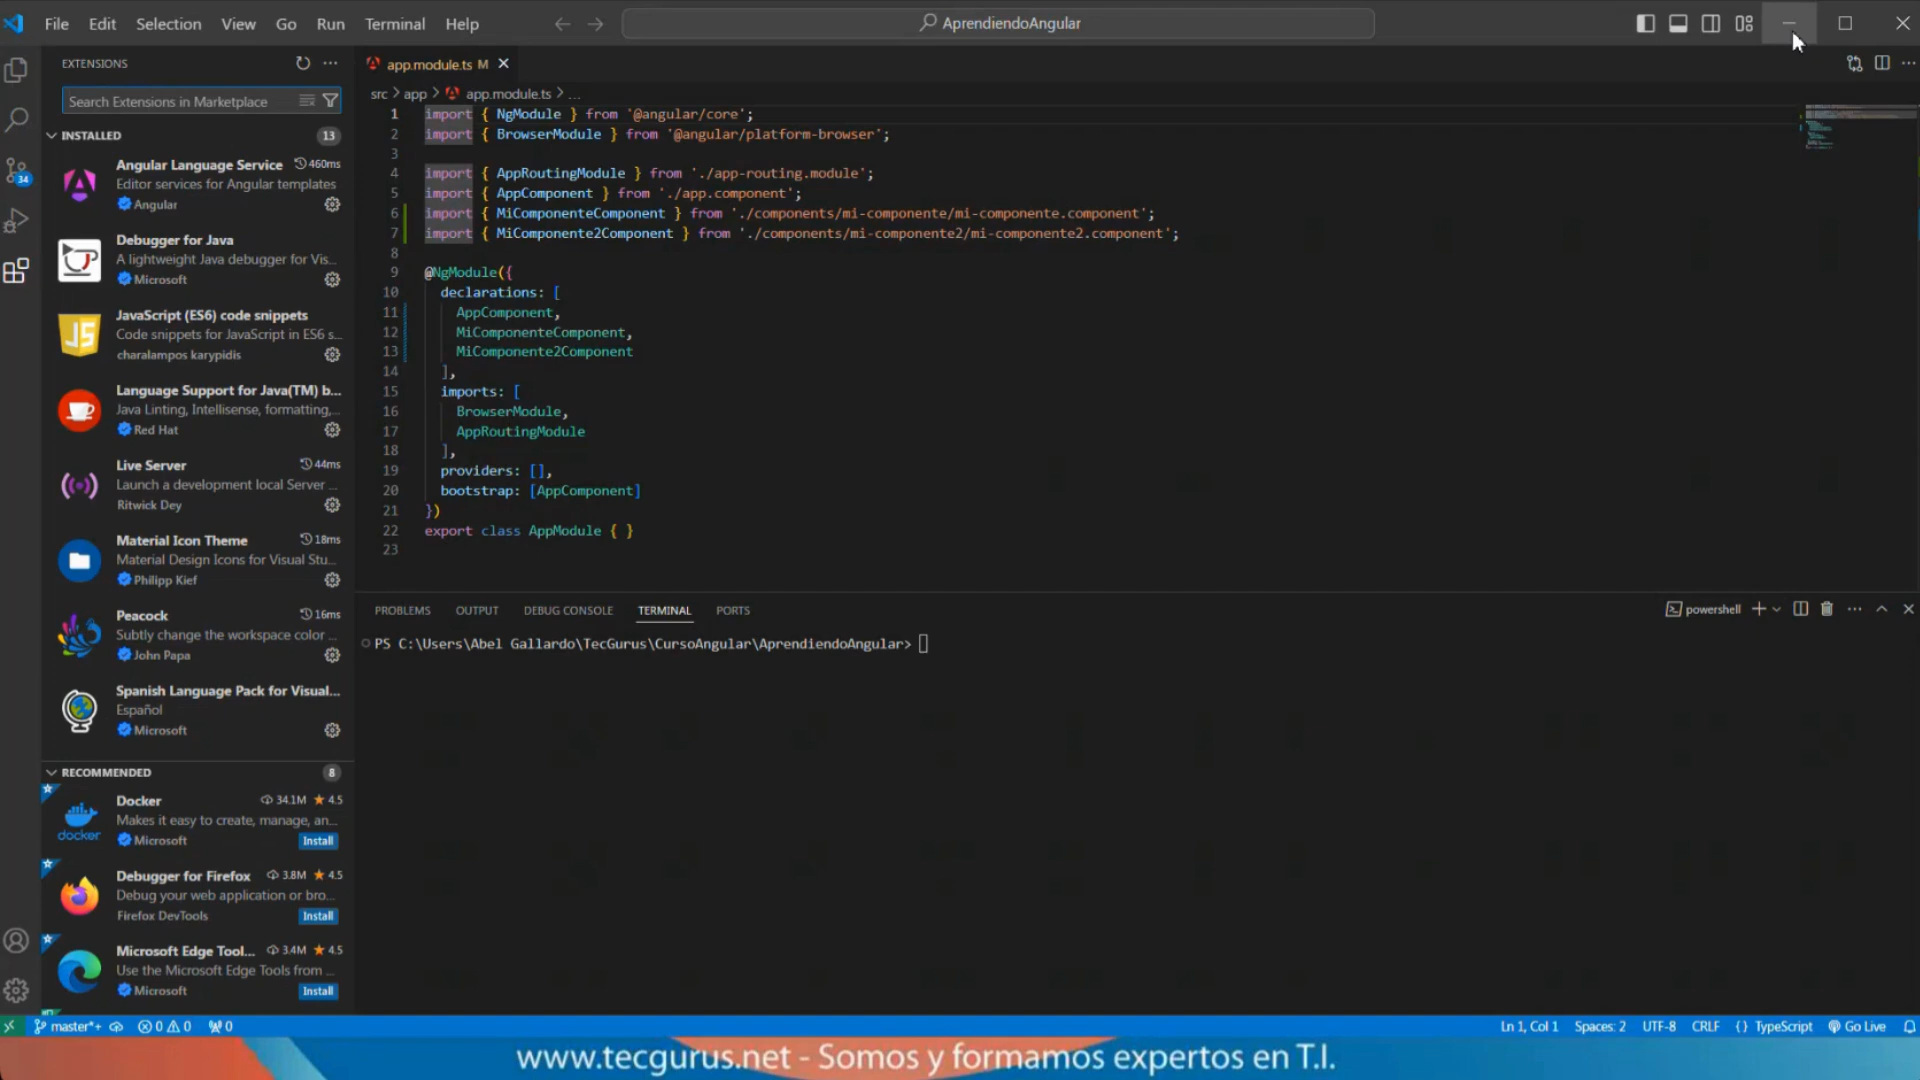 File Edit Selection View Go Run Terminal Help
AprendiendoAngular
EXTENSIONS
Search Extensions in Marketplace
INSTALLED 13
Angular Language Service 460ms
Editor services for Angular templates
Angular
Debugger for Java
A lightweight Java debugger for Vis...
Microsoft
JavaScript (ES6) code snippets
Code snippets for JavaScript in ES6 s...
charalampos karypidis
Language Support for Java(TM) b...
Java Linting, Intellisense, formatting,...
Red Hat
Live Server 44ms
Launch a development local Server ...
Ritwick Dey
Material Icon Theme 18ms
Material Design Icons for Visual Stu...
Philipp Kief
Peacock 16ms
Subtly change the workspace color ...
John Papa
Spanish Language Pack for Visual...
Español
Microsoft
RECOMMENDED 8
Docker 34.1M 4.5
Makes it easy to create, manage, an...
docker
Microsoft Install
Debugger for Firefox 3.8M 4.5
Debug your web application or bro...
Firefox DevTools Install
Microsoft Edge Tool... 3.4M 4.5
Use the Microsoft Edge Tools from ...
Microsoft Install
JS
34
app.module.ts M
src > app > app.module.ts > ...
1 import { NgModule } from '@angular/core';
2 import { BrowserModule } from '@angular/platform-browser';
3
4 import { AppRoutingModule } from './app-routing.module';
5 import { AppComponent } from './app.component';
6 import { MiComponenteComponent } from './components/mi-componente/mi-componente.component';
7 import { MiComponente2Component } from './components/mi-componente2/mi-componente2.component';
8
9 @NgModule({
10 declarations: [
11 AppComponent,
12 MiComponenteComponent,
13 MiComponente2Component
14 ],
15 imports: [
16 BrowserModule,
17 AppRoutingModule
18 ],
19 providers: [],
20 bootstrap: [AppComponent]
21 })
22 export class AppModule { }
23
PROBLEMS OUTPUT DEBUG CONSOLE TERMINAL PORTS
powershell
PS C:\Users\Abel Gallardo\TecGurus\CursoAngular\AprendiendoAngular>
master*+ 0 0 0
Ln 1, Col 1 Spaces: 2 UTF-8 CRLF {} TypeScript Go Live
www.tecgurus.net - Somos y formamos expertos en T.I.